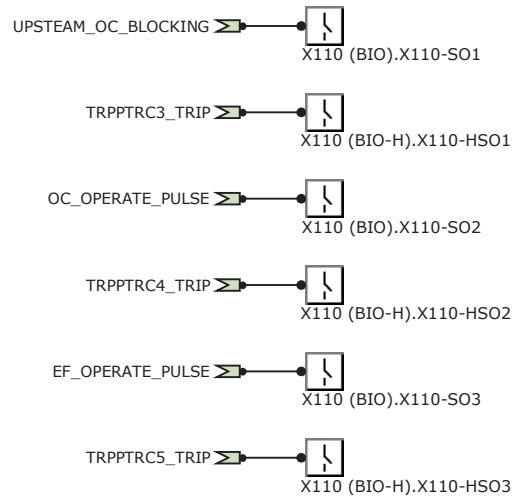 UPSTEAM_OC_BLOCKING
X110 (BIO).X110-SO1
TRPPTRC3_TRIP
X110 (BIO-H).X110-HSO1
OC_OPERATE_PULSE
X110 (BIO).X110-SO2
TRPPTRC4_TRIP
X110 (BIO-H).X110-HSO2
EF_OPERATE_PULSE
X110 (BIO).X110-SO3
TRPPTRC5_TRIP
X110 (BIO-H).X110-HSO3